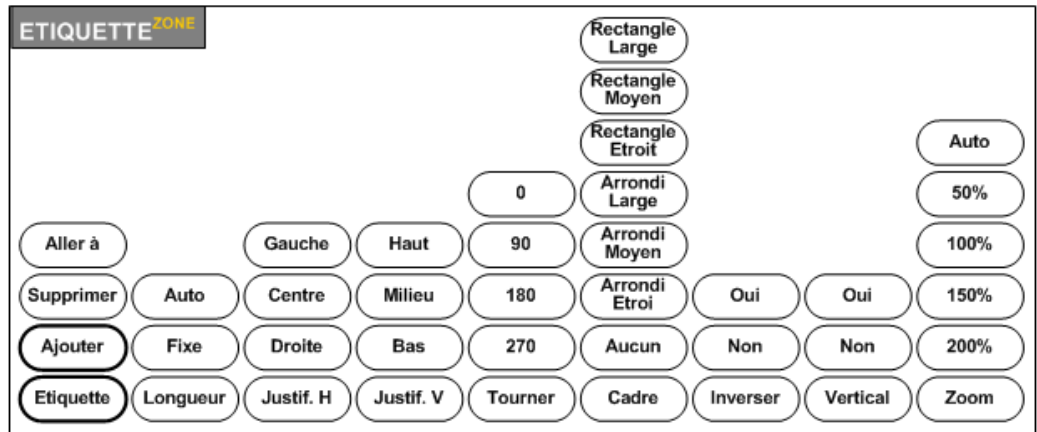 ETIQUETTE ZONE
Rectangle
Large
Rectangle
Moyen
Rectangle
Etroit
Auto
0
Arrondi
Large
50%
Aller à
Gauche
Haut
90
Arrondi
Moyen
100%
Supprimer
Auto
Centre
Milieu
180
Arrondi
Etroi
Oui
Oui
150%
Ajouter
Fixe
Droite
Bas
270
Aucun
Non
Non
200%
Etiquette
Longueur
Justif. H
Justif. V
Tourner
Cadre
Inverser
Vertical
Zoom